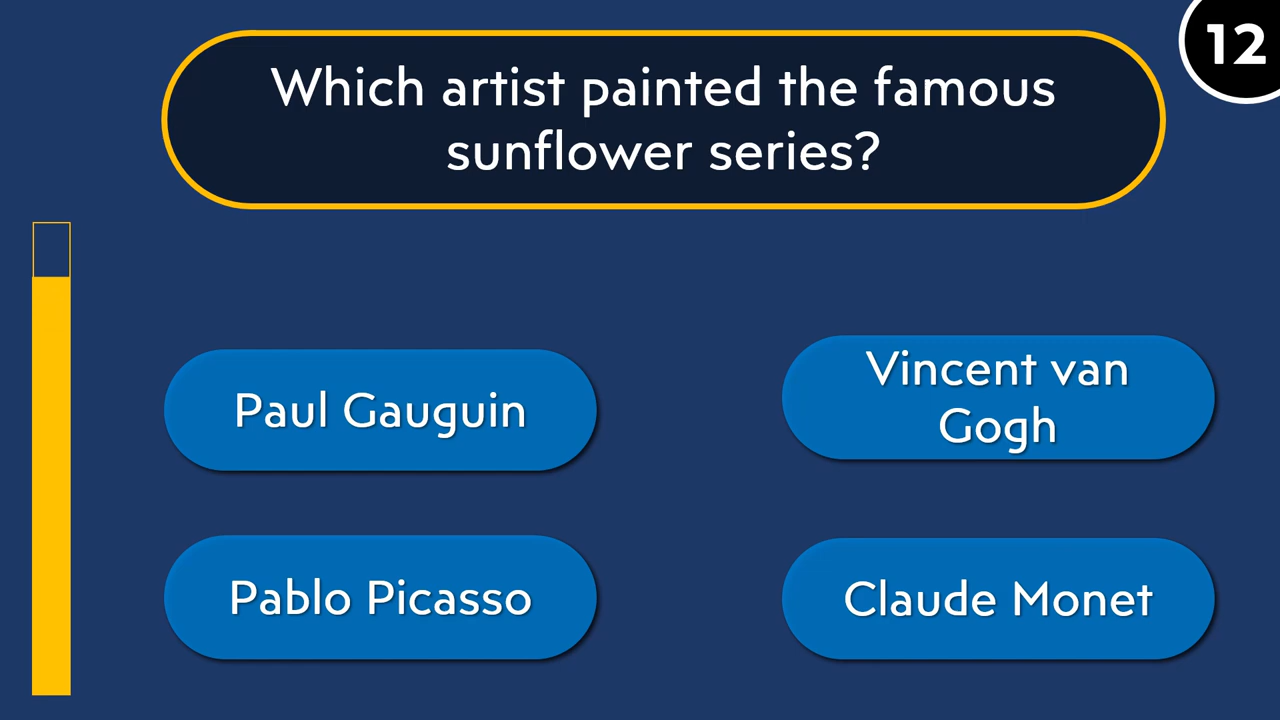 12
Which artist painted the famous
sunflower series?
Paul Gauguin
Vincent van
Gogh
Pablo Picasso
Claude Monet